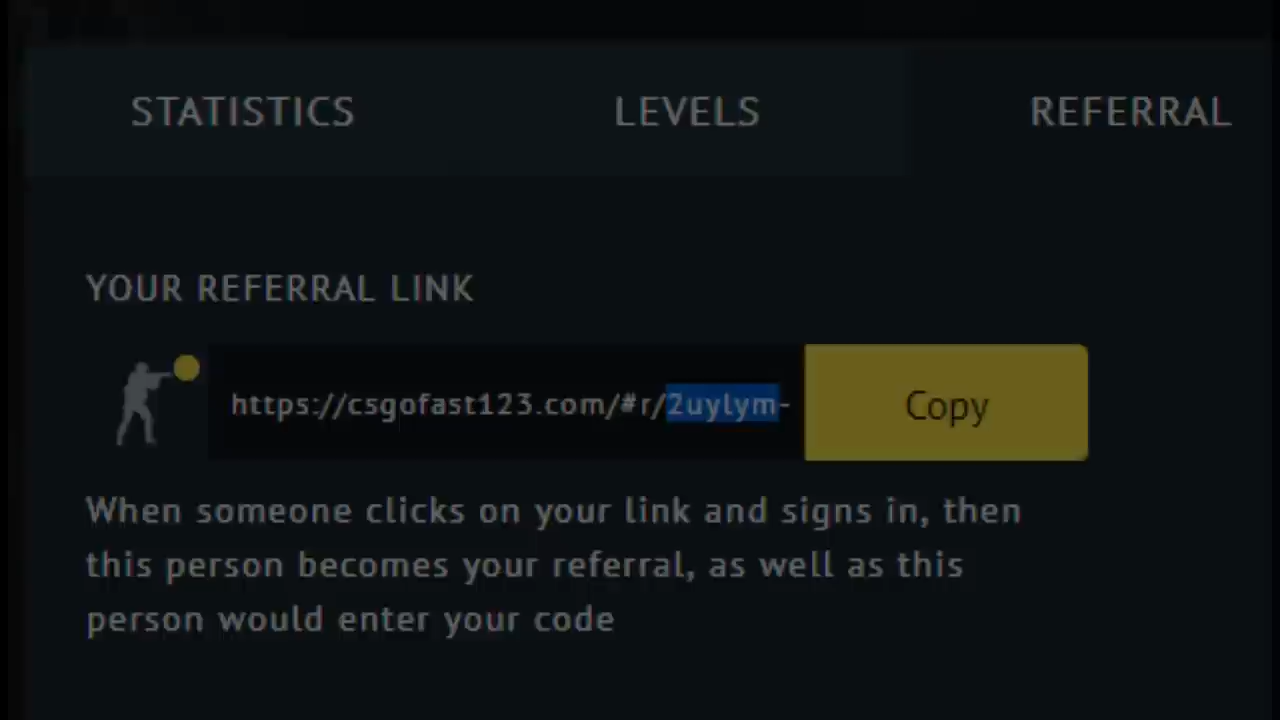 STATISTICS LEVELS REFERRAL
YOUR REFERRAL LINK
https://csgofast123.com/#r/2uylym- Copy
When someone clicks on your link and signs in, then
this person becomes your referral, as well as this
person would enter your code